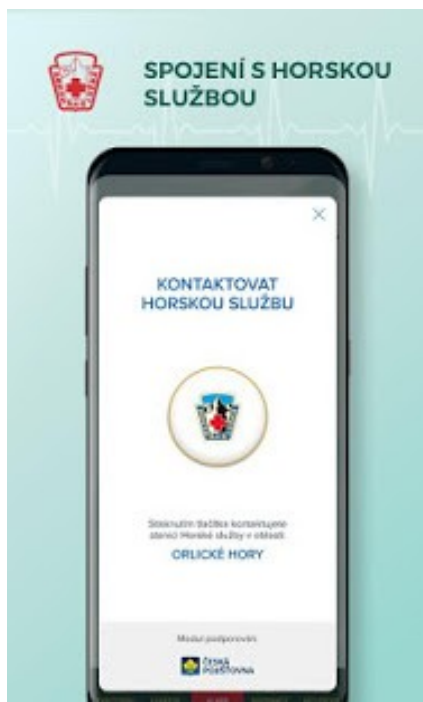 SPOJENÍ S HORSKOU
SLUŽBOU
KONTAKTOVAT
HORSKOU SLUŽBU
Stisknutím tlačítka kontaktujete
stanici Horské služby v oblasti
ORLICKÉ HORY
Modul podporován
ČESKÁ
POJIŠŤOVNA